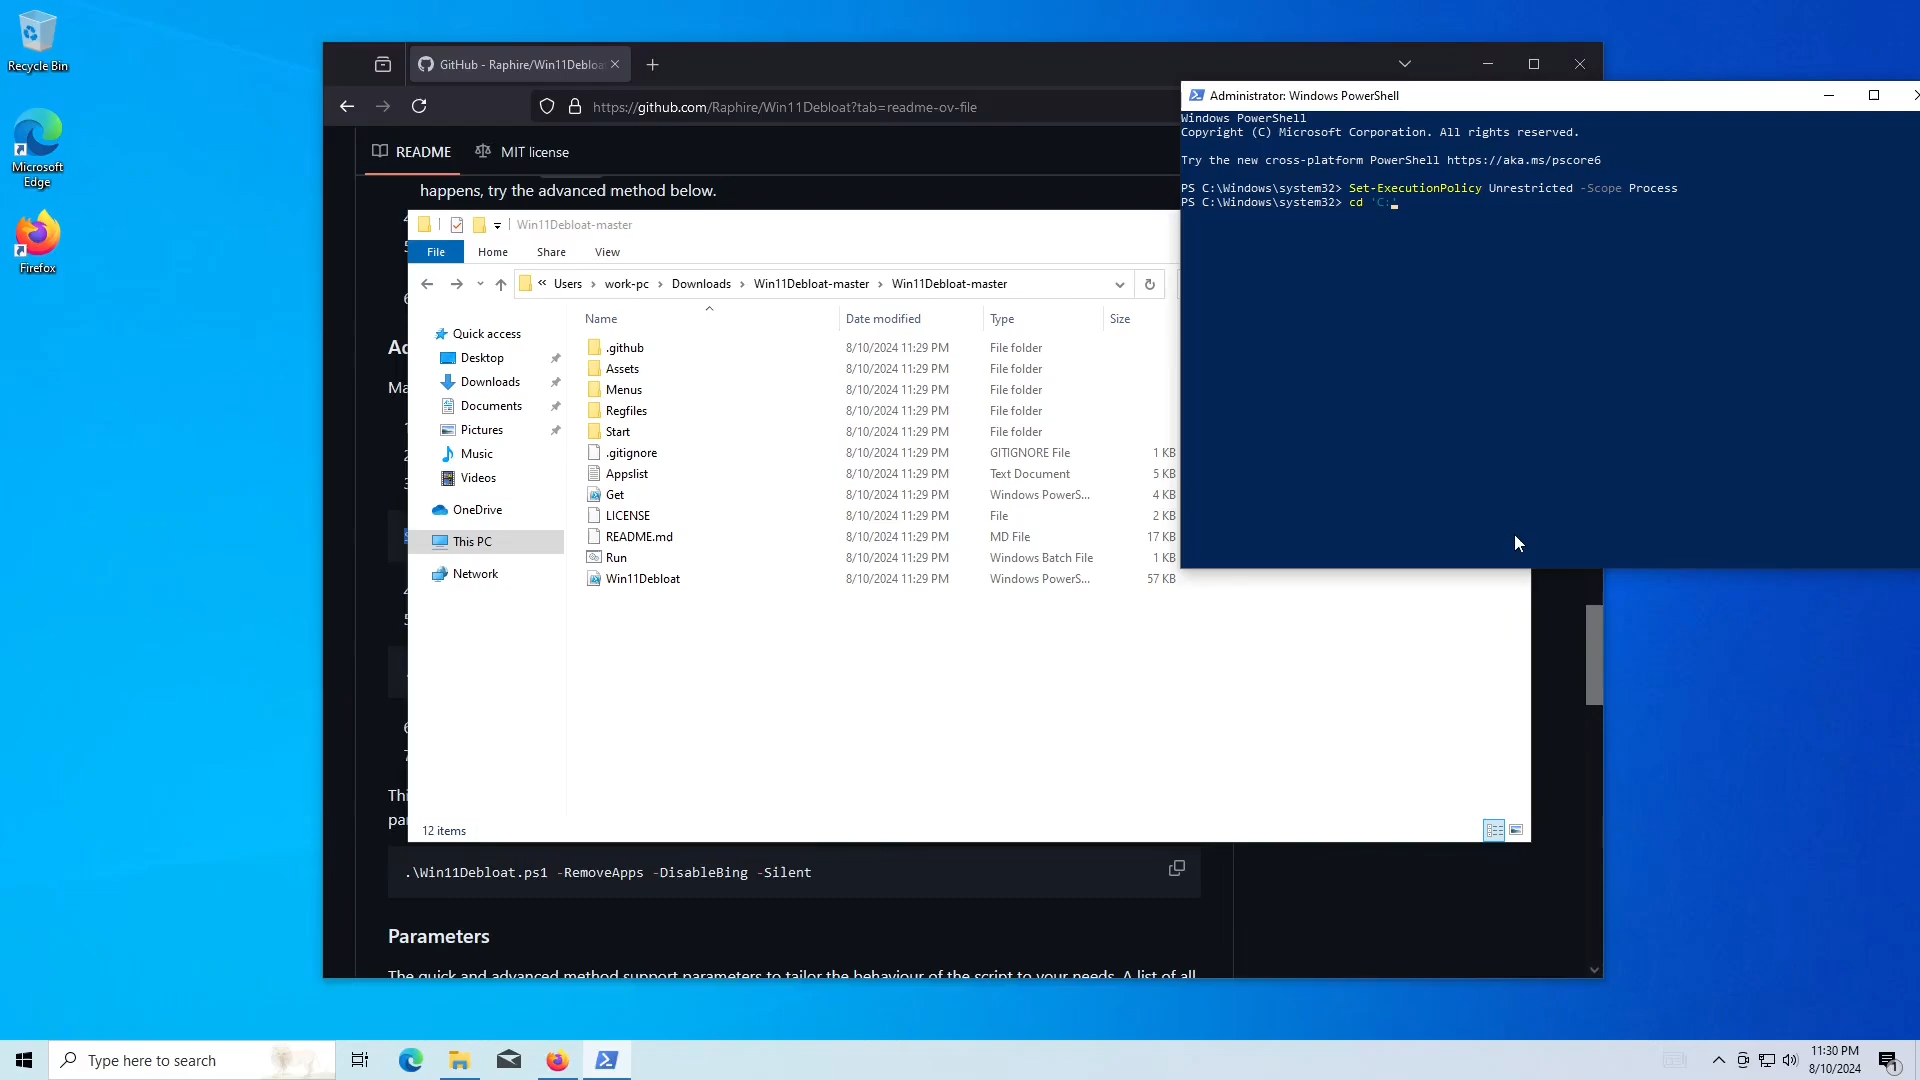 Recycle Bin
Microsoft
Edge
Firefox
GitHub - Raphire/Win11Debloa
https://github.com/Raphire/Win11Debloat?tab=readme-ov-file
README
MIT license
happens, try the advanced method below.
Win11Debloat-master
File Home Share View
« Users › work-pc › Downloads › Win11Debloat-master › Win11Debloat-master
Quick access
Desktop
Downloads
Documents
Pictures
Music
Videos
OneDrive
This PC
Network
Name Date modified Type Size
.github 8/10/2024 11:29 PM File folder
Assets 8/10/2024 11:29 PM File folder
Menus 8/10/2024 11:29 PM File folder
Regfiles 8/10/2024 11:29 PM File folder
Start 8/10/2024 11:29 PM File folder
.gitignore 8/10/2024 11:29 PM GITIGNORE File 1 KB
Appslist 8/10/2024 11:29 PM Text Document 5 KB
Get 8/10/2024 11:29 PM Windows PowerS... 4 KB
LICENSE 8/10/2024 11:29 PM File 2 KB
README.md 8/10/2024 11:29 PM MD File 17 KB
Run 8/10/2024 11:29 PM Windows Batch File 1 KB
Win11Debloat 8/10/2024 11:29 PM Windows PowerS... 57 KB
12 items
Administrator: Windows PowerShell
Windows PowerShell
Copyright (C) Microsoft Corporation. All rights reserved.
Try the new cross-platform PowerShell https://aka.ms/pscore6
PS C:\Windows\system32> Set-ExecutionPolicy Unrestricted -Scope Process
PS C:\Windows\system32> cd 'C:'
.\Win11Debloat.ps1 -RemoveApps -DisableBing -Silent
Parameters
The quick and advanced method support parameters to tailor the behaviour of the script to your needs. A list of all
Type here to search
11:30 PM
8/10/2024
1